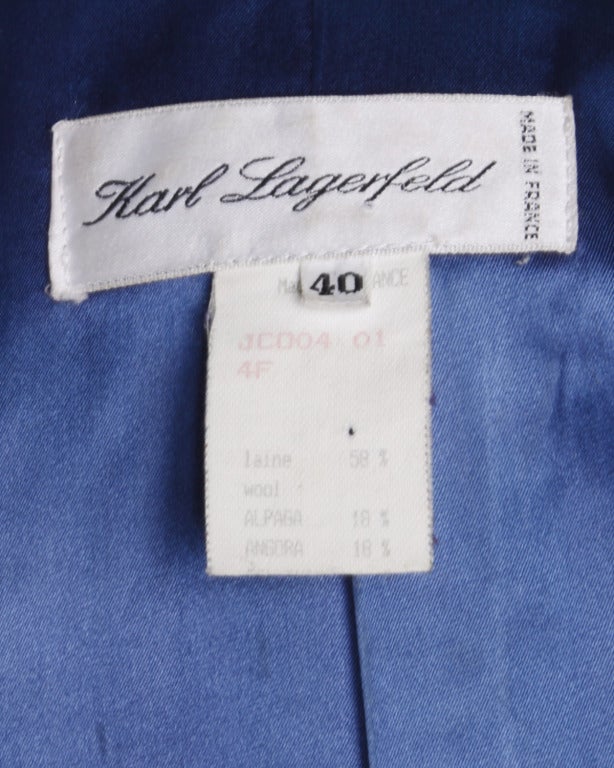 Karl Lagerfeld
MADE IN FRANCE
40
JC004 01
4F
laine 58 %
wool
ALPAGA 18 %
ANGORA 18 %